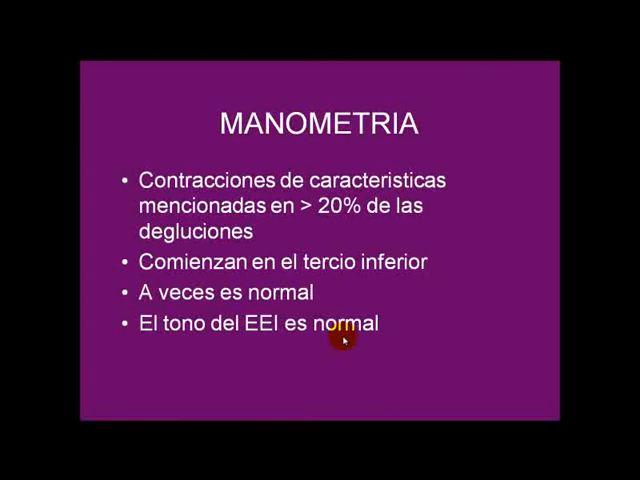 MANOMETRIA
• Contracciones de caracteristicas
mencionadas en > 20% de las
degluciones
• Comienzan en el tercio inferior
• A veces es normal
• El tono del EEI es normal